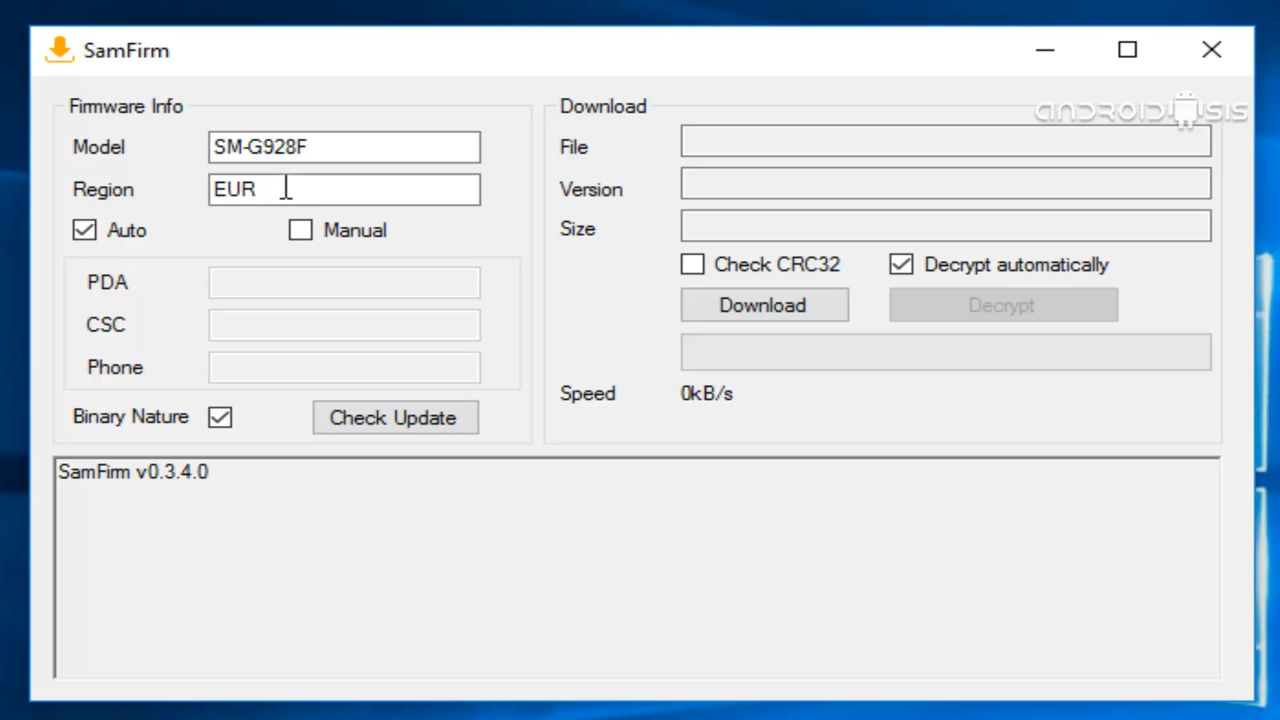 SamFirm
Firmware Info
Model SM-G928F
Region EUR
Auto Manual
PDA
CSC
Phone
Binary Nature Check Update
Download
ANDROIDSIS
File
Version
Size
Check CRC32 Decrypt automatically
Download Decrypt
Speed 0kB/s
SamFirm v0.3.4.0